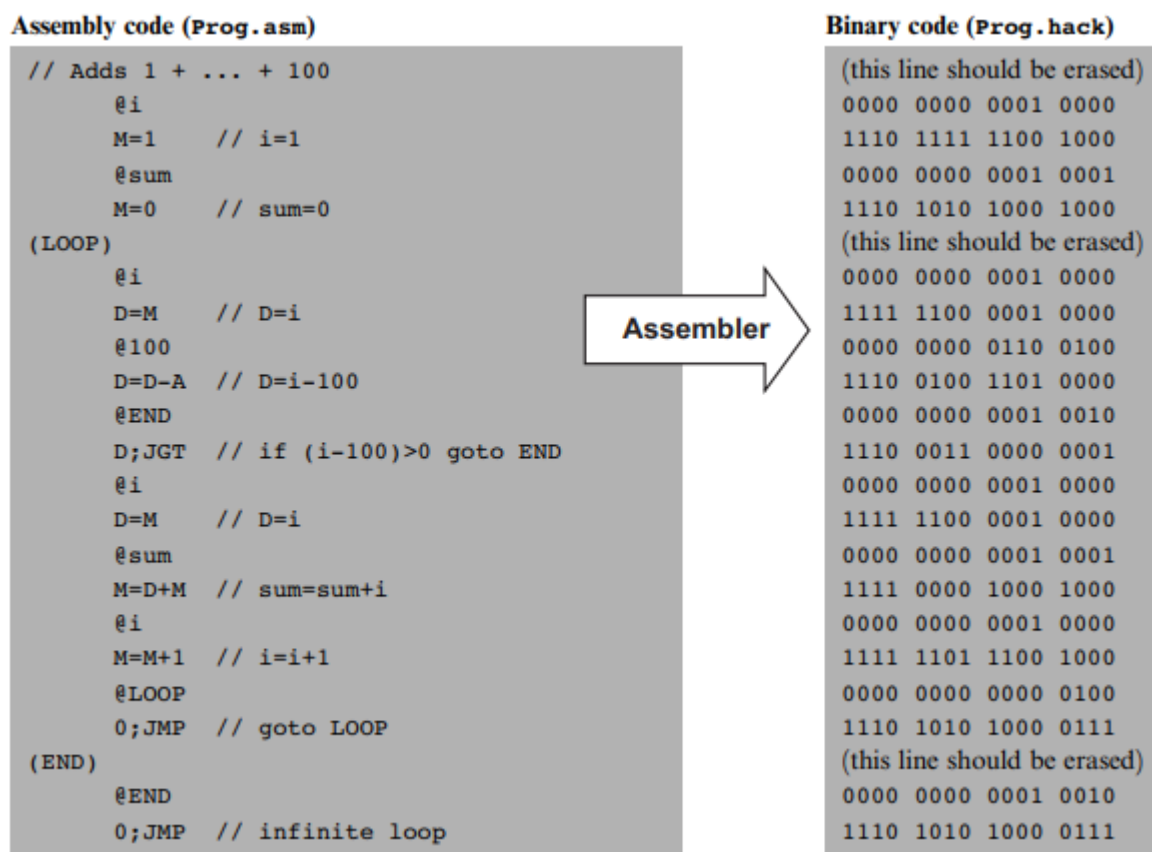 Assembly code (Prog.asm)
// Adds 1 + ... + 100
@i
M=1 // i=1
@sum
M=0 // sum=0
(LOOP)
@i
D=M // D=i
@100
D=D-A // D=i-100
@END
D;JGT // if (i-100)>0 goto END
@i
D=M // D=i
@sum
M=D+M // sum=sum+i
@i
M=M+1 // i=i+1
@LOOP
0;JMP // goto LOOP
(END)
@END
0;JMP // infinite loop
Assembler
Binary code (Prog.hack)
(this line should be erased)
0000 0000 0001 0000
1110 1111 1100 1000
0000 0000 0001 0001
1110 1010 1000 1000
(this line should be erased)
0000 0000 0001 0000
1111 1100 0001 0000
0000 0000 0110 0100
1110 0100 1101 0000
0000 0000 0001 0010
1110 0011 0000 0001
0000 0000 0001 0000
1111 1100 0001 0000
0000 0000 0001 0001
1111 0000 1000 1000
0000 0000 0001 0000
1111 1101 1100 1000
0000 0000 0000 0100
1110 1010 1000 0111
(this line should be erased)
0000 0000 0001 0010
1110 1010 1000 0111